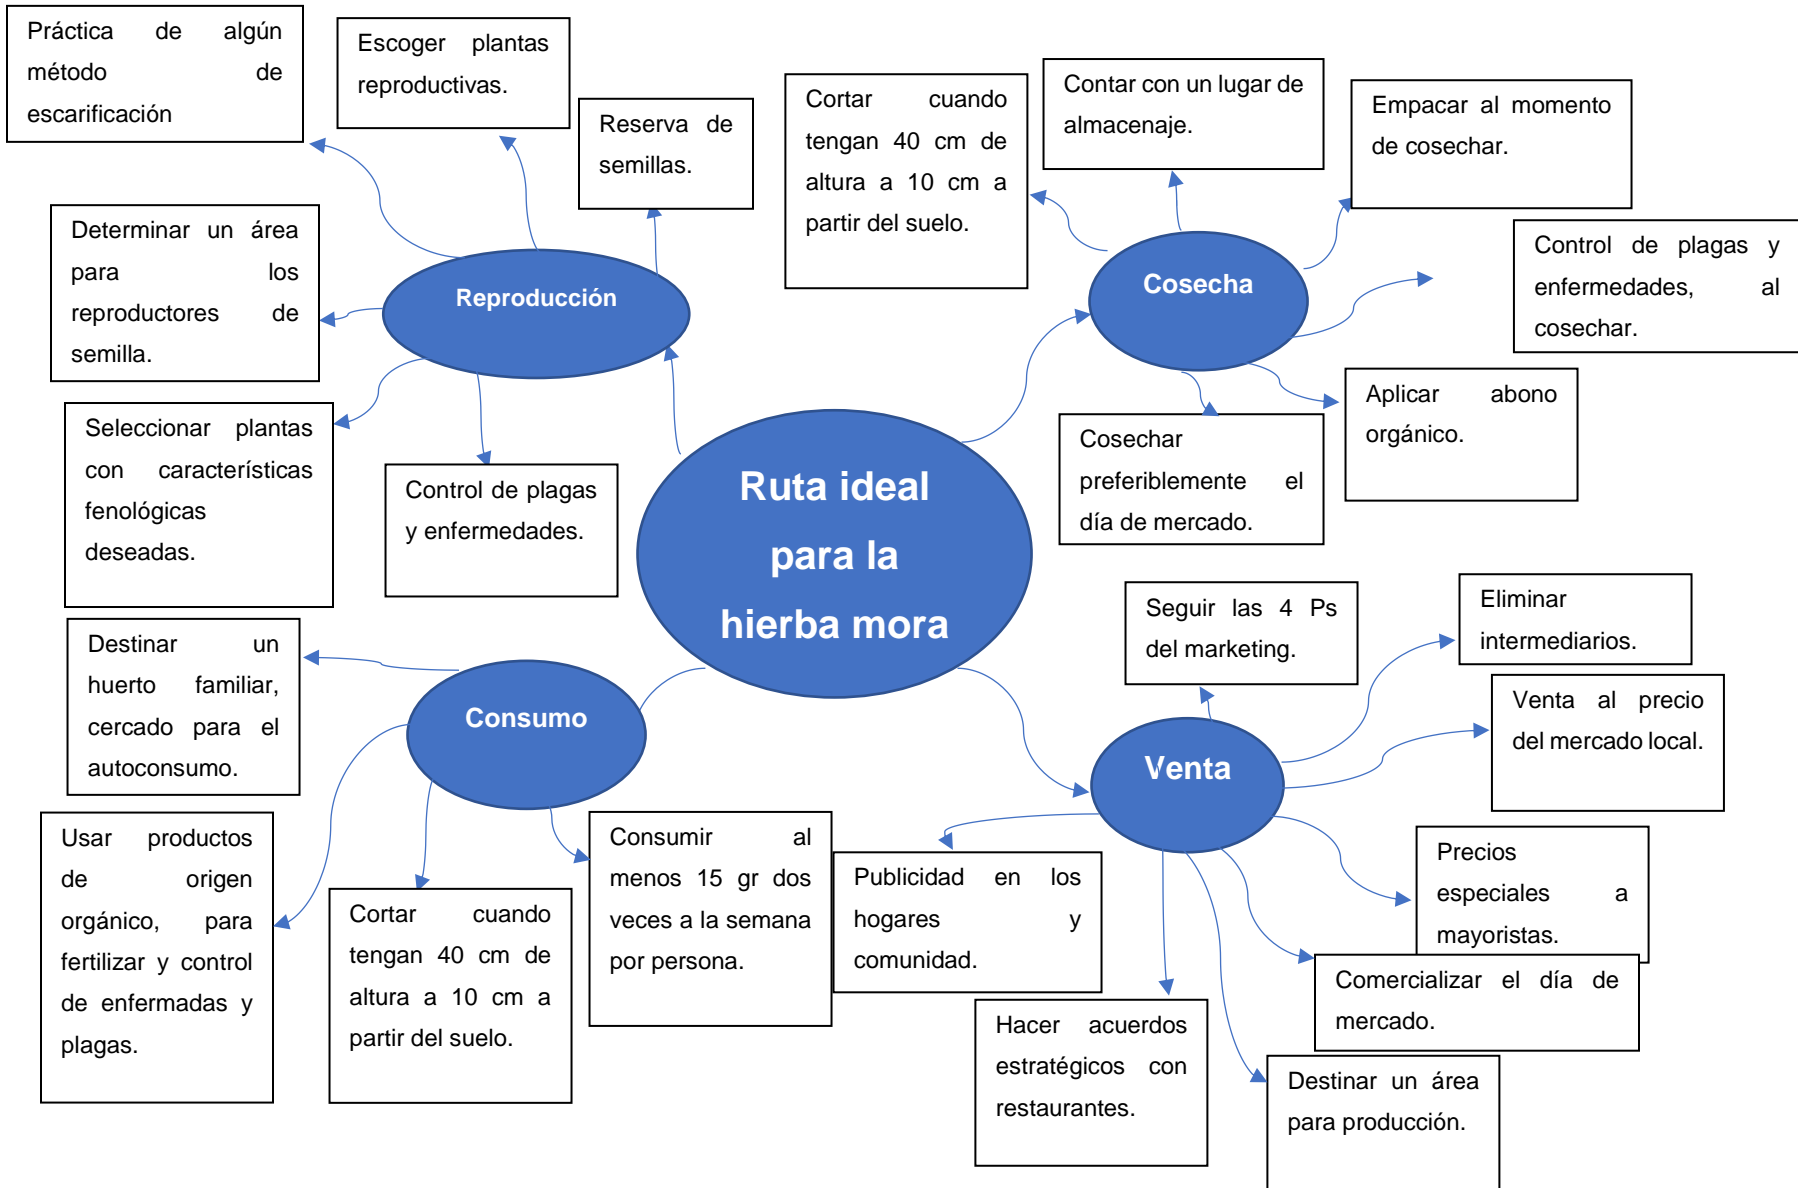 Práctica de algún
método de
escarificación
Escoger plantas
reproductivas.
Reserva de
semillas.
Determinar un área
para los
reproductores de
semilla.
Reproducción
Seleccionar plantas
con características
fenológicas
deseadas.
Control de plagas
y enfermedades.
Cortar cuando
tengan 40 cm de
altura a 10 cm a
partir del suelo.
Contar con un lugar de
almacenaje.
Empacar al momento
de cosechar.
Cosecha
Control de plagas y
enfermedades, al
cosechar.
Aplicar abono
orgánico.
Cosechar
preferiblemente el
día de mercado.
Ruta ideal
para la
hierba mora
Destinar un
huerto familiar,
cercado para el
autoconsumo.
Consumo
Usar productos
de origen
orgánico, para
fertilizar y control
de enfermadas y
plagas.
Cortar cuando
tengan 40 cm de
altura a 10 cm a
partir del suelo.
Consumir al
menos 15 gr dos
veces a la semana
por persona.
Seguir las 4 Ps
del marketing.
Eliminar
intermediarios.
Venta al precio
del mercado local.
Venta
Publicidad en los
hogares y
comunidad.
Precios
especiales a
mayoristas.
Comercializar el día de
mercado.
Hacer acuerdos
estratégicos con
restaurantes.
Destinar un área
para producción.